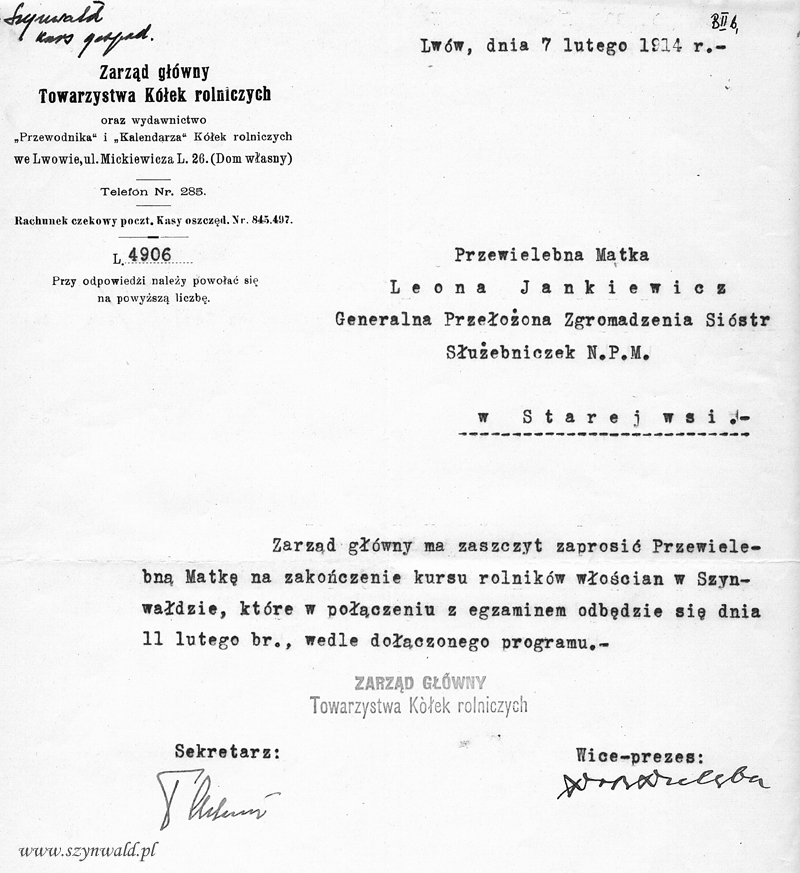 Szynwałd
kurs gospod.
B II 6,
Lwów, dnia 7 lutego 1914 r.-
Zarząd główny
Towarzystwa Kółek rolniczych
oraz wydawnictwo
„Przewodnika“ i „Kalendarza“ Kółek rolniczych
we Lwowie, ul. Mickiewicza L. 26. (Dom własny)
Telefon Nr. 285.
Rachunek czekowy poczt. Kasy oszczęd. Nr. 845.497.
L. 4906
Przy odpowiedzi należy powołać się
na powyższą liczbę.
Przewielebna Matka
Leona Jankiewicz
Generalna Przełożona Zgromadzenia Sióstr
Służebniczek N.P.M.
w Starej wsi.-
Zarząd główny ma zaszczyt zaprosić Przewiele-
bną Matkę na zakończenie kursu rolników włościan w Szyn-
wałdzie, które w połączeniu z egzaminem odbędzie się dnia
11 lutego br., wedle dołączonego programu.-
ZARZĄD GŁÓWNY
Towarzystwa Kòłek rolniczych
Sekretarz:
Wice-prezes:
www.szynwald.pl